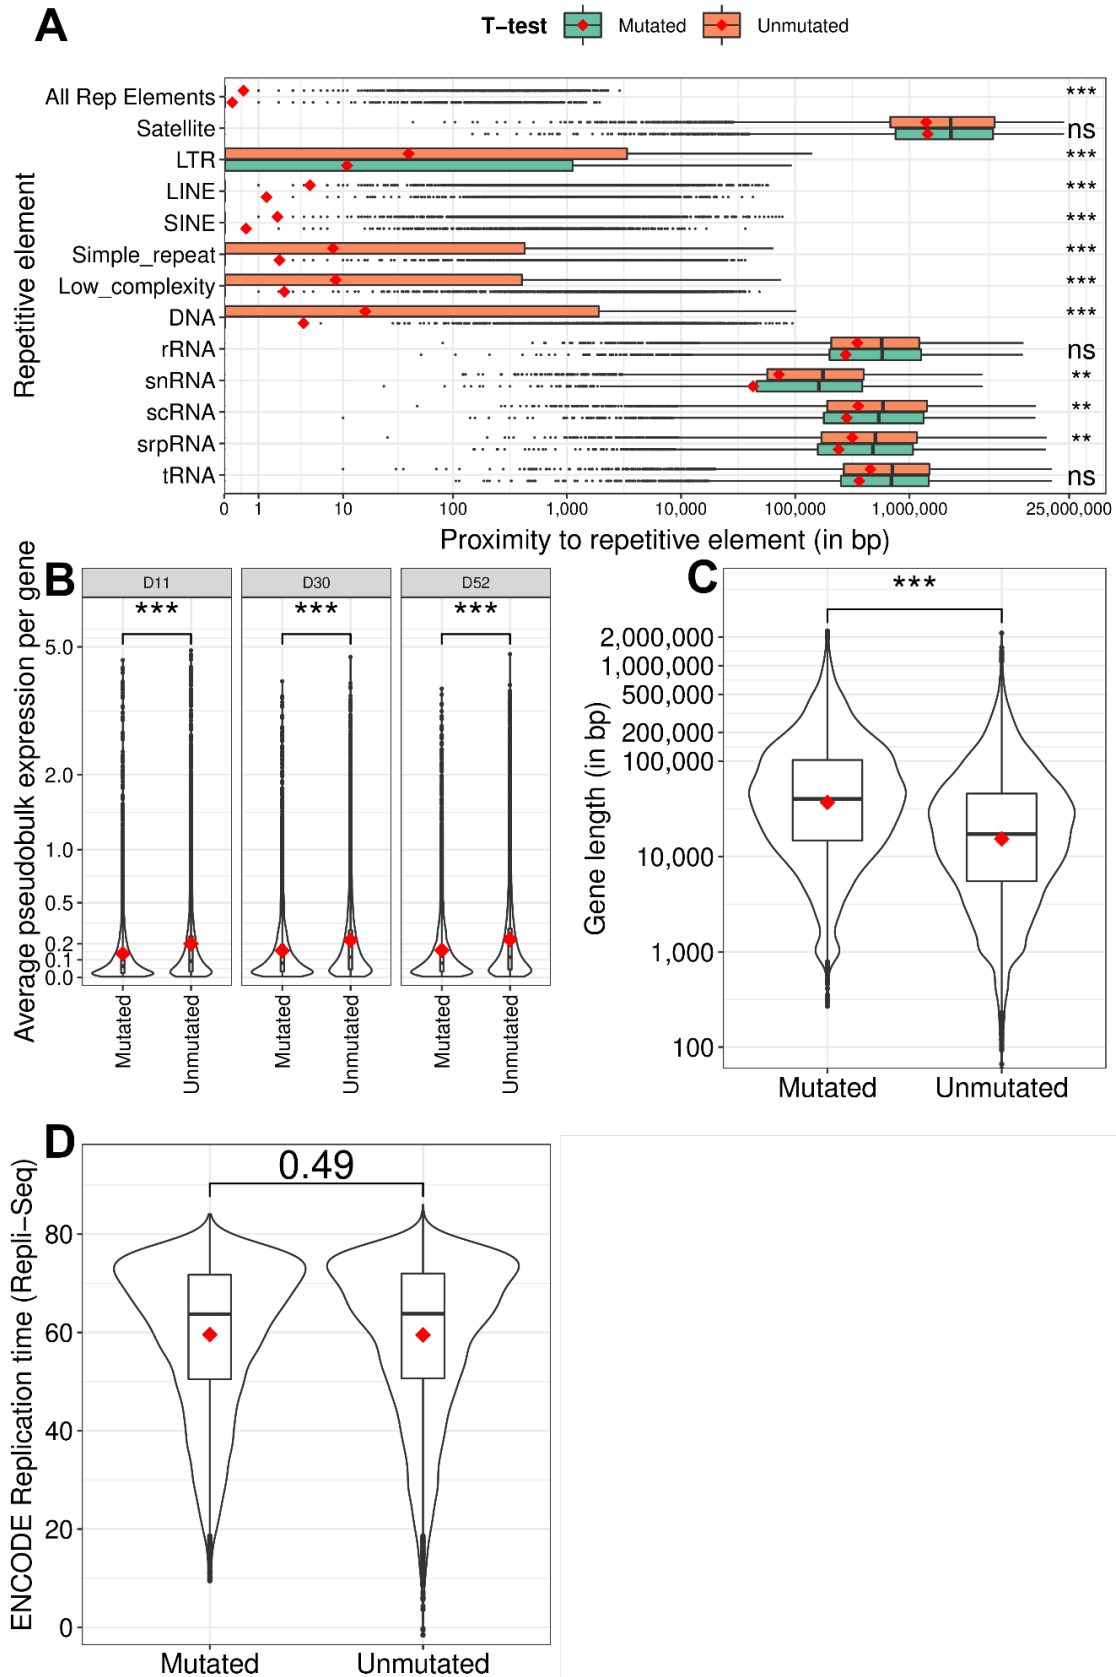 A
T-test Mutated Unmutated
Repetitive element
All Rep Elements ***
Satellite ns
LTR ***
LINE ***
SINE ***
Simple_repeat ***
Low_complexity ***
DNA ***
rRNA ns
snRNA **
scRNA **
srpRNA **
tRNA ns
0 1 10 100 1,000 10,000 100,000 1,000,000 25,000,000
Proximity to repetitive element (in bp)
B
Average pseudobulk expression per gene
D11 D30 D52
*** *** ***
5.0
2.0
1.0
0.5
0.2
0.1
0.0
Mutated Unmutated Mutated Unmutated Mutated Unmutated
C
Gene length (in bp)
***
2,000,000
1,000,000
500,000
200,000
100,000
10,000
1,000
100
Mutated Unmutated
D
ENCODE Replication time (Repli-Seq)
0.49
80
60
40
20
0
Mutated Unmutated